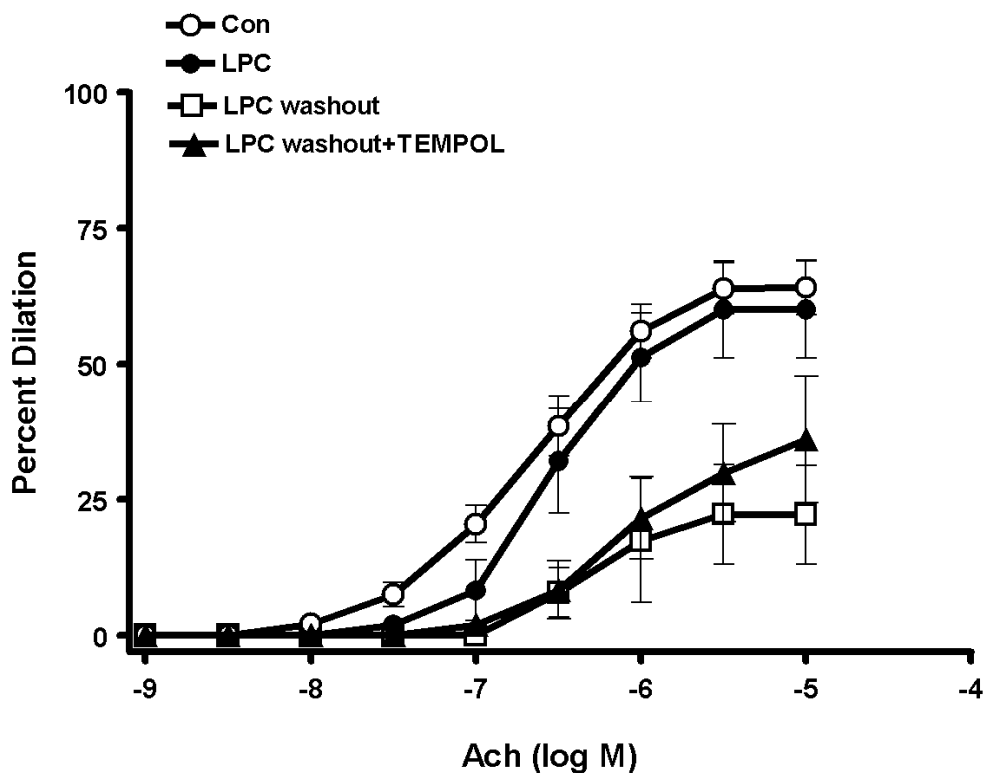 Con
LPC
LPC washout
LPC washout+TEMPOL
100
75
50
25
0
Percent Dilation
-9
-8
-7
-6
-5
-4
Ach (log M)